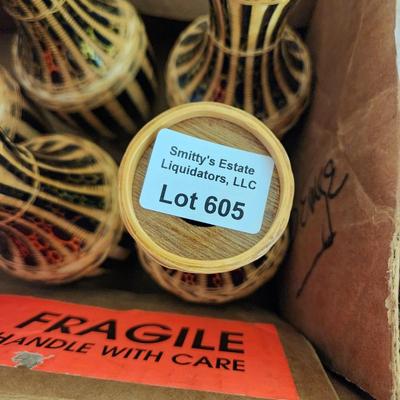 Smitty's Estate
Liquidators, LLC
Lot 605
FRAGILE
HANDLE WITH CARE